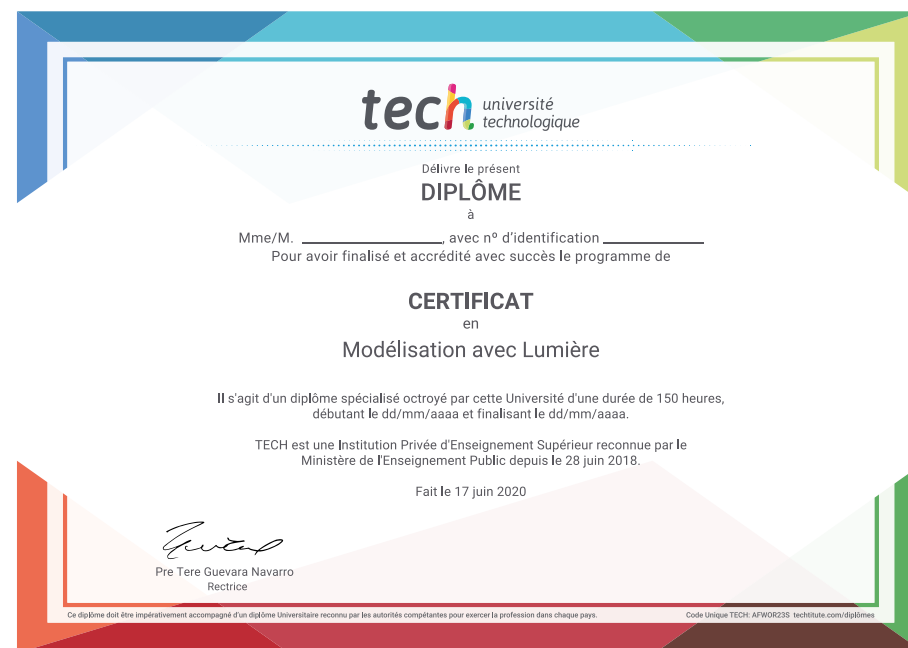 tech université
technologique
Délivre le présent
DIPLÔME
à
Mme/M. ____________, avec nº d'identification ____________
Pour avoir finalisé et accrédité avec succès le programme de
CERTIFICAT
en
Modélisation avec Lumière
Il s'agit d'un diplôme spécialisé octroyé par cette Université d'une durée de 150 heures,
débutant le dd/mm/aaaa et finalisant le dd/mm/aaaa.
TECH est une Institution Privée d'Enseignement Supérieur reconnue par le
Ministère de l'Enseignement Public depuis le 28 juin 2018.
Fait le 17 juin 2020
Pre Tere Guevara Navarro
Rectrice
Ce diplôme doit être impérativement accompagné d'un diplôme Universitaire reconnu par les autorités compétantes pour exercer la profession dans chaque pays.
Code Unique TECH: AFWOR23S techtitute.com/diplômes